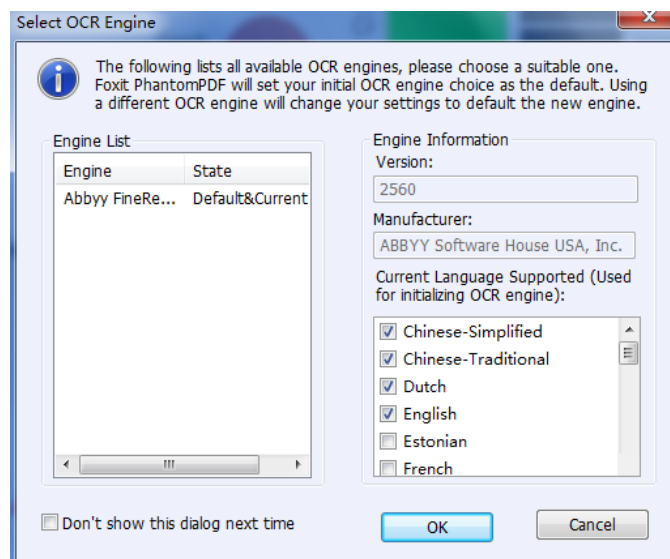 Select OCR Engine
The following lists all available OCR engines, please choose a suitable one.
Foxit PhantomPDF will set your initial OCR engine choice as the default. Using
a different OCR engine will change your settings to default the new engine.
Engine List
Engine State
Abbyy FineRe... Default&Current
Engine Information
Version:
2560
Manufacturer:
ABBYY Software House USA, Inc.
Current Language Supported (Used
for initializing OCR engine):
Chinese-Simplified
Chinese-Traditional
Dutch
English
Estonian
French
Don't show this dialog next time
OK
Cancel